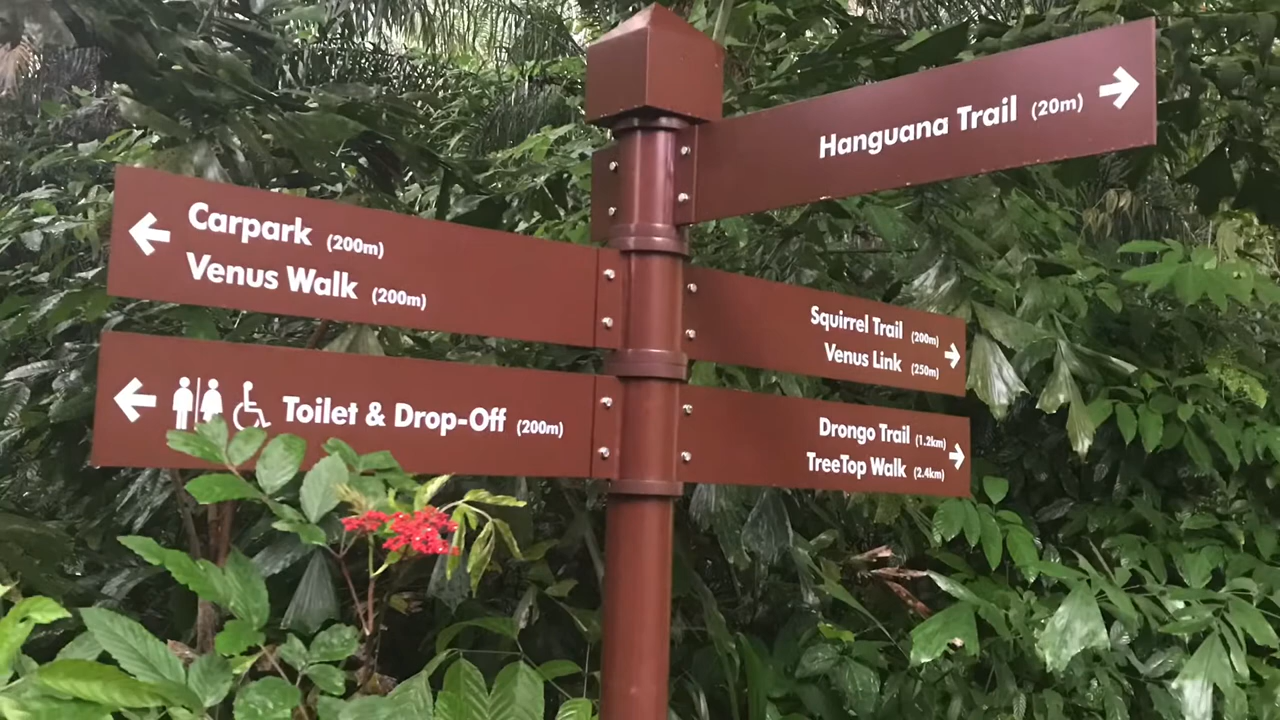 Hanguana Trail (20m)
Carpark (200m)
Venus Walk (200m)
Squirrel Trail (200m)
Venus Link (250m)
Toilet & Drop-Off (200m)
Drongo Trail (1.2km)
TreeTop Walk (2.4km)